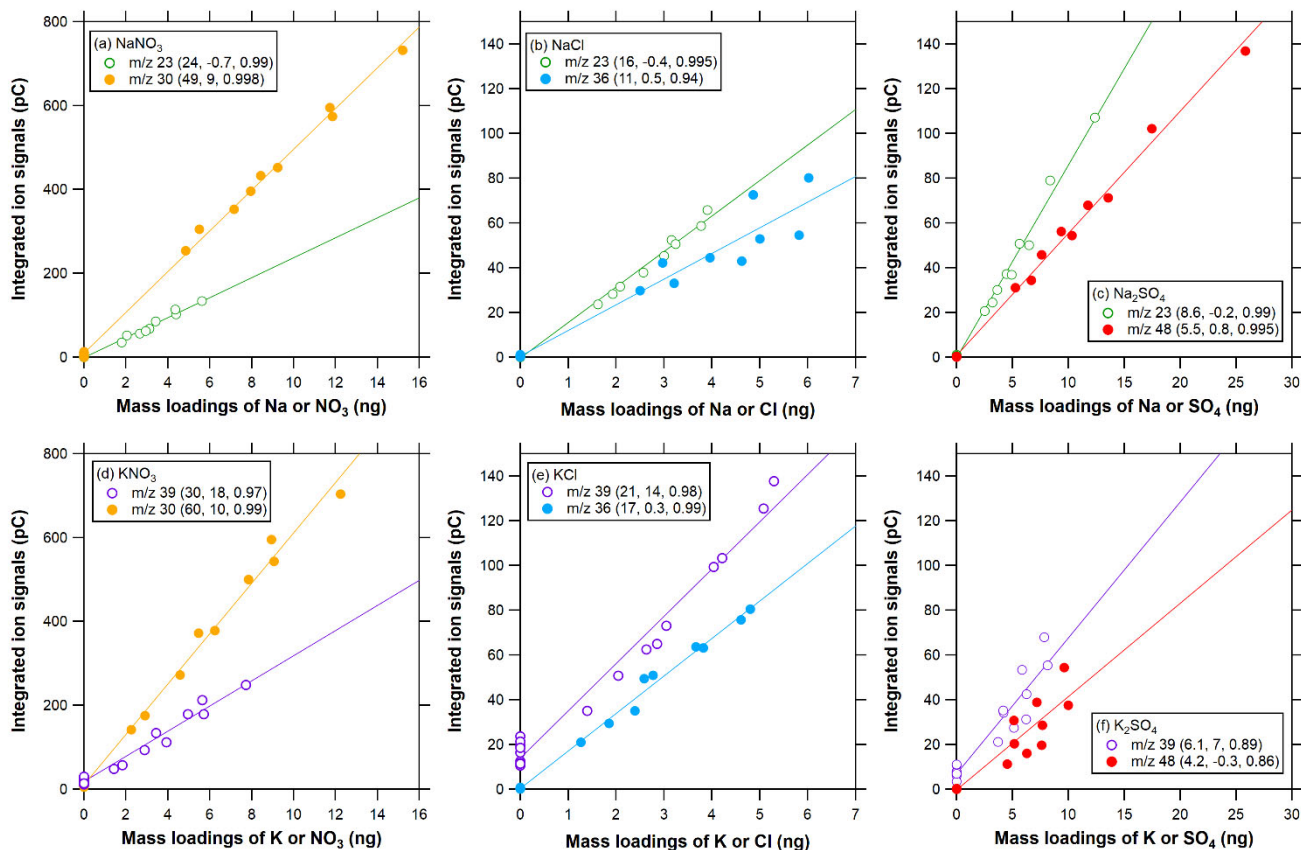 800
600
400
200
0
Integrated ion signals (pC)
(a) NaNO3
m/z 23 (24, -0.7, 0.99)
m/z 30 (49, 9, 0.998)
0 2 4 6 8 10 12 14 16
Mass loadings of Na or NO3 (ng)
140
120
100
80
60
40
20
0
Integrated ion signals (pC)
(b) NaCl
m/z 23 (16, -0.4, 0.995)
m/z 36 (11, 0.5, 0.94)
0 1 2 3 4 5 6 7
Mass loadings of Na or Cl (ng)
140
120
100
80
60
40
20
0
Integrated ion signals (pC)
(c) Na2SO4
m/z 23 (8.6, -0.2, 0.99)
m/z 48 (5.5, 0.8, 0.995)
0 5 10 15 20 25 30
Mass loadings of Na or SO4 (ng)
800
600
400
200
0
Integrated ion signals (pC)
(d) KNO3
m/z 39 (30, 18, 0.97)
m/z 30 (60, 10, 0.99)
0 2 4 6 8 10 12 14 16
Mass loadings of K or NO3 (ng)
140
120
100
80
60
40
20
0
Integrated ion signals (pC)
(e) KCl
m/z 39 (21, 14, 0.98)
m/z 36 (17, 0.3, 0.99)
0 1 2 3 4 5 6 7
Mass loadings of K or Cl (ng)
140
120
100
80
60
40
20
0
Integrated ion signals (pC)
(f) K2SO4
m/z 39 (6.1, 7, 0.89)
m/z 48 (4.2, -0.3, 0.86)
0 5 10 15 20 25 30
Mass loadings of K or SO4 (ng)